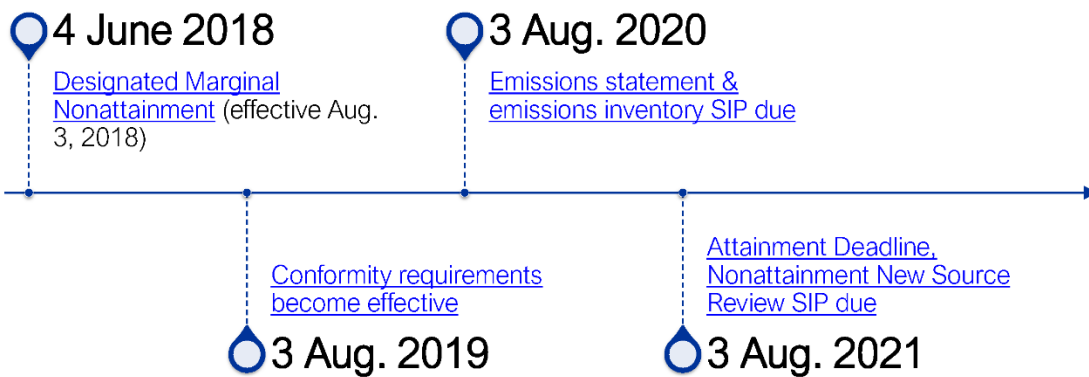 4 June 2018
Designated Marginal
Nonattainment (effective Aug.
3, 2018)
3 Aug. 2020
Emissions statement &
emissions inventory SIP due
Conformity requirements
become effective
3 Aug. 2019
Attainment Deadline,
Nonattainment New Source
Review SIP due
3 Aug. 2021